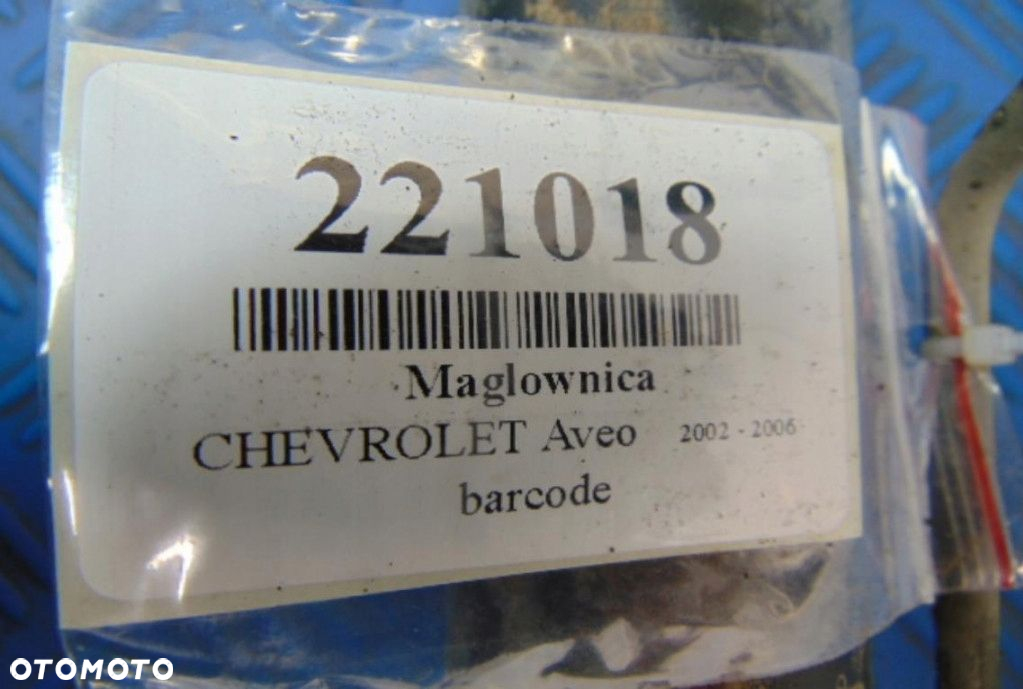 221018
Maglownica
CHEVROLET Aveo 2002 - 2006
barcode
OTOMOTO